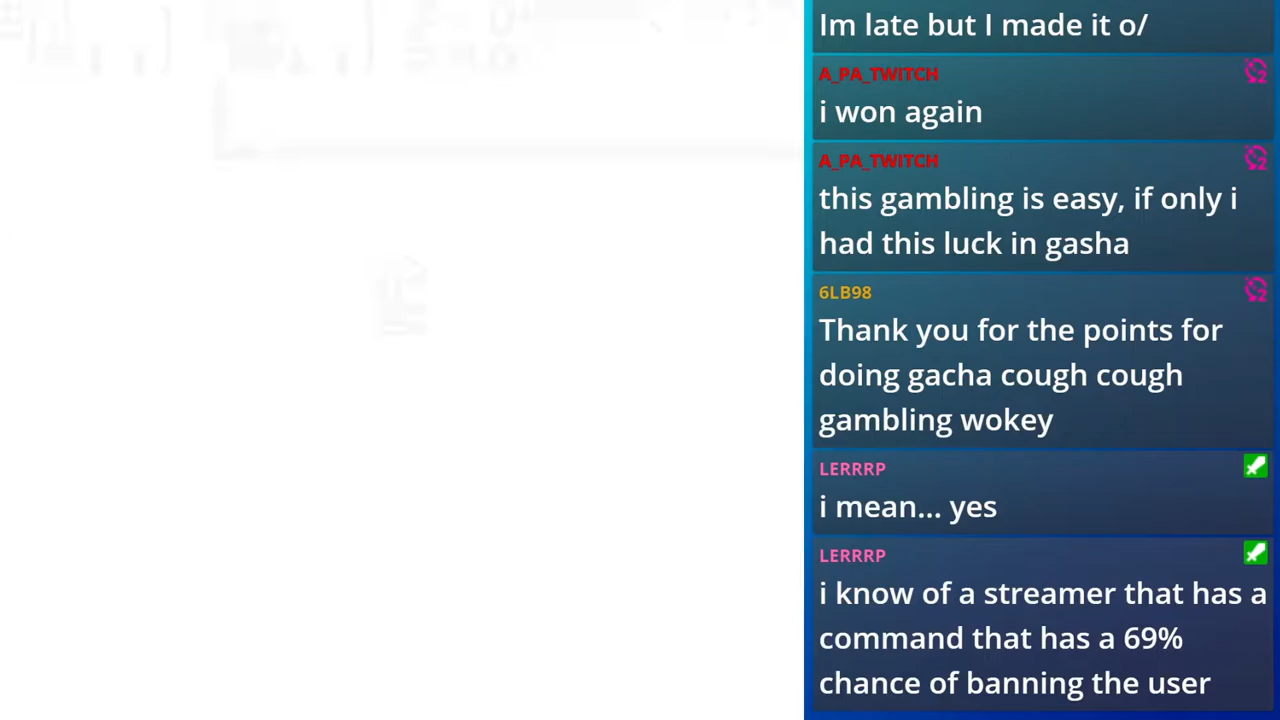 Im late but I made it o/
A_PA_TWITCH
i won again
A_PA_TWITCH
this gambling is easy, if only i
had this luck in gasha
6LB98
Thank you for the points for
doing gacha cough cough
gambling wokey
LERRRP
i mean... yes
LERRRP
i know of a streamer that has a
command that has a 69%
chance of banning the user